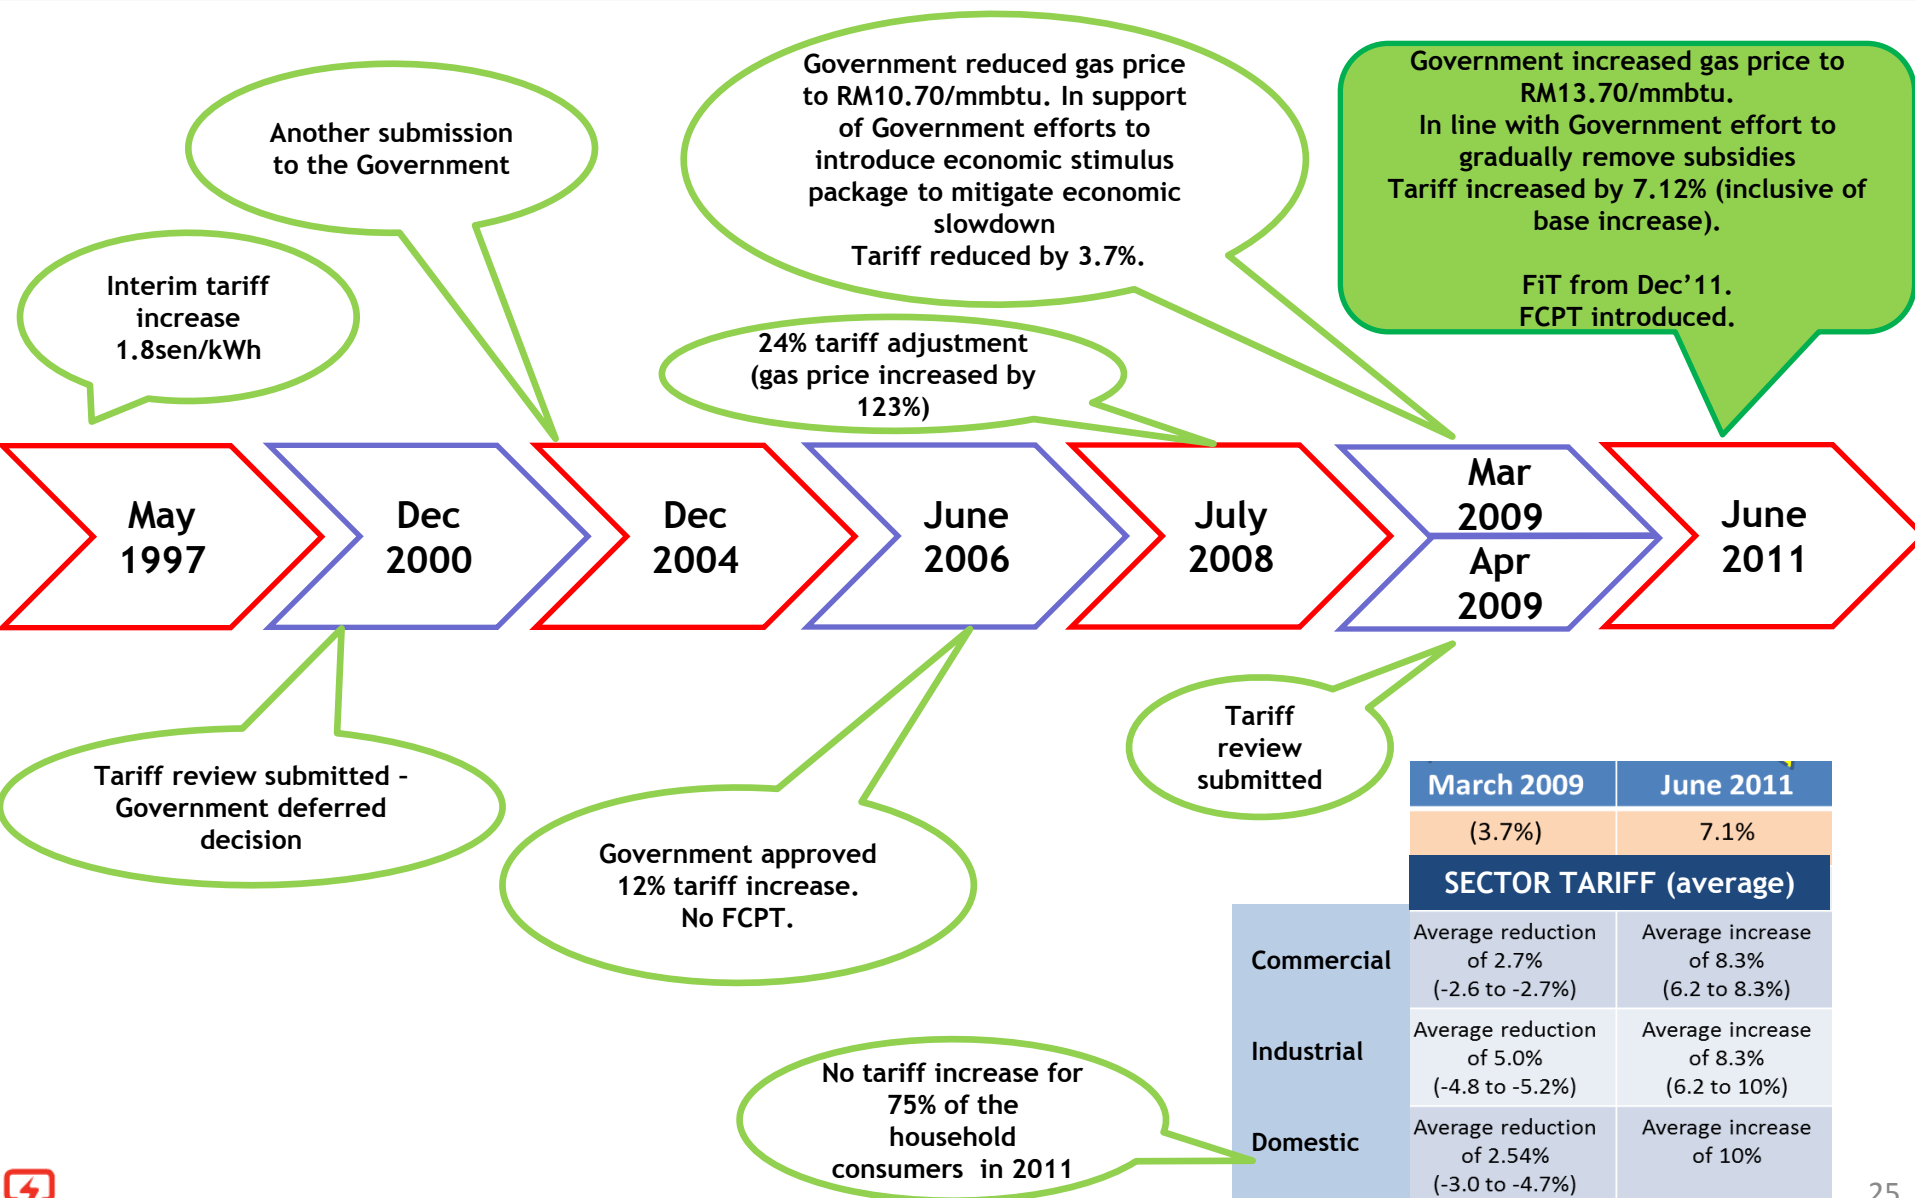 Government reduced gas price
to RM10.70/mmbtu. In support
of Government efforts to
introduce economic stimulus
package to mitigate economic
slowdown
Tariff reduced by 3.7%.
Government increased gas price to
RM13.70/mmbtu.
In line with Government effort to
gradually remove subsidies
Tariff increased by 7.12% (inclusive of
base increase).
FiT from Dec’11.
FCPT introduced.
Another submission
to the Government
Interim tariff
increase
1.8sen/kWh
24% tariff adjustment
(gas price increased by
123%)
May
1997
Dec
2000
Dec
2004
June
2006
July
2008
Mar
2009
Apr
2009
June
2011
Tariff review submitted –
Government deferred
decision
Government approved
12% tariff increase.
No FCPT.
Tariff
review
submitted
No tariff increase for
75% of the
household
consumers in 2011
March 2009 June 2011
(3.7%) 7.1%
SECTOR TARIFF (average)
Commercial
Average reduction
of 2.7%
(-2.6 to -2.7%)
Average increase
of 8.3%
(6.2 to 8.3%)
Industrial
Average reduction
of 5.0%
(-4.8 to -5.2%)
Average increase
of 8.3%
(6.2 to 10%)
Domestic
Average reduction
of 2.54%
(-3.0 to -4.7%)
Average increase
of 10%
25